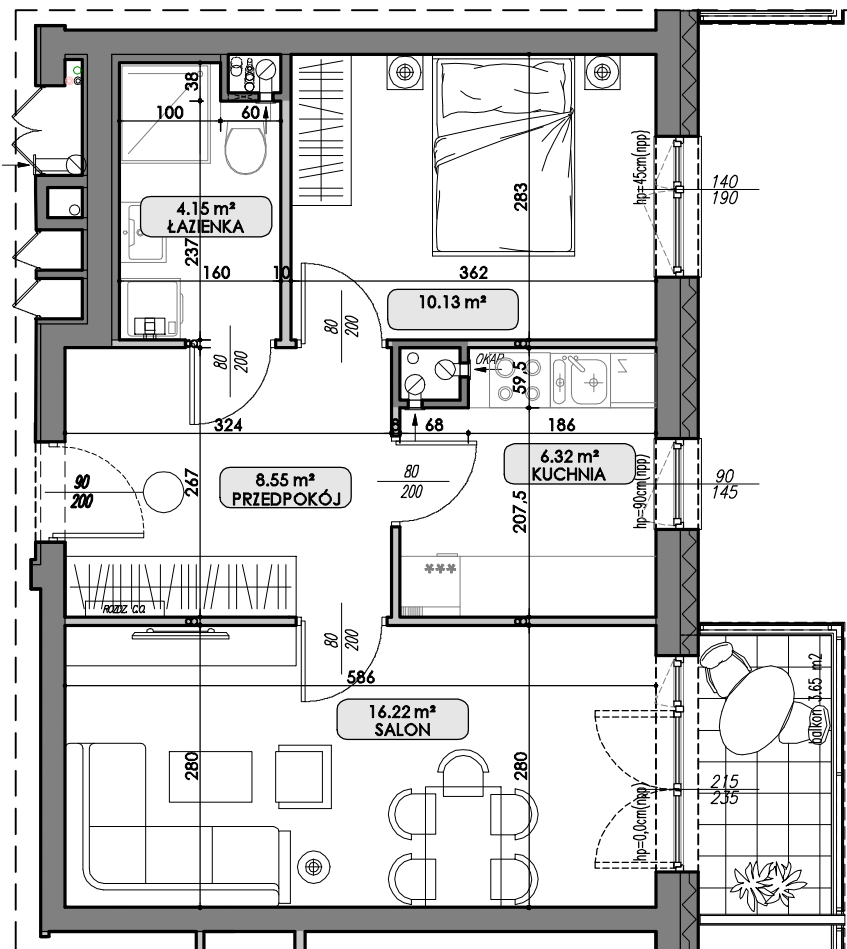 38
100
60
4.15 m²
ŁAZIENKA
237
160
10
283
362
10.13 m²
hp=45cm(npp)
140
190
80
200
80
200
OKAP
59,5
324
8
68
186
90
200
267
8.55 m²
PRZEDPOKÓJ
80
200
6.32 m²
KUCHNIA
207,5
hp=90cm(npp)
90
145
***
ROZDZ. C.O.
80
200
586
16.22 m²
SALON
280
280
hp=0,0cm(npp)
215
235
balkon 3.65 m2